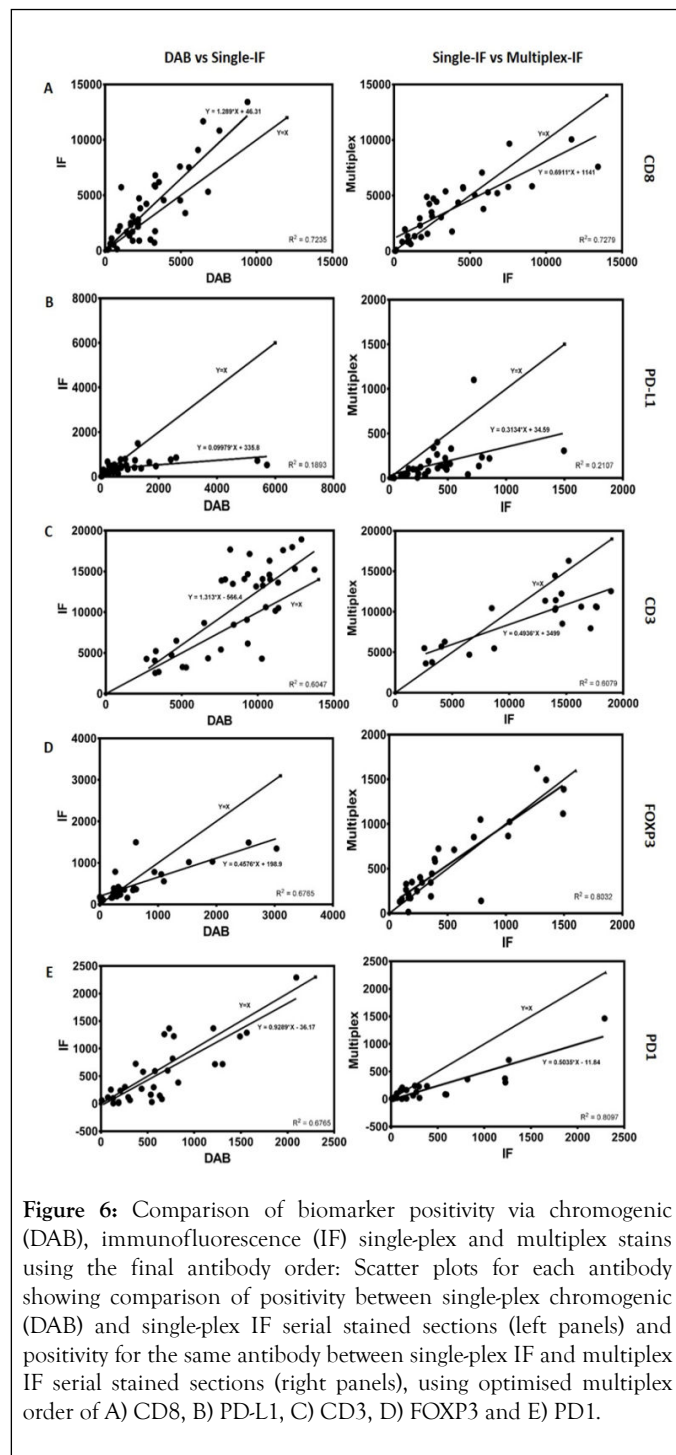 DAB vs Single-IF
Single-IF vs Multiplex-IF
A
15000
10000
5000
0
IF
Y = 1.289*X + 46.31
Y=X
R² = 0.7235
0
5000
10000
15000
DAB
15000
10000
5000
0
Multiplex
Y=X
Y = 0.6911*X + 1141
R² = 0.7279
0
5000
10000
15000
IF
CD8
B
8000
6000
4000
2000
0
IF
Y=X
Y = 0.09979*X + 335.6
R² = 0.1893
0
2000
4000
6000
8000
DAB
2000
1500
1000
500
0
Multiplex
Y=X
Y = 0.3134*X + 34.59
R² = 0.2107
0
500
1000
1500
2000
IF
PD-L1
C
20000
15000
10000
5000
0
IF
Y = 1.313*X - 566.4
Y=X
R² = 0.6047
0
5000
10000
15000
DAB
20000
15000
10000
5000
0
Multiplex
Y=X
Y = 0.4936*X + 3499
R² = 0.6079
0
5000
10000
15000
20000
IF
CD3
D
4000
3000
2000
1000
0
IF
Y=X
Y = 0.4576*X + 198.9
R² = 0.6765
0
1000
2000
3000
4000
DAB
2000
1500
1000
500
0
Multiplex
Y=X
R² = 0.8032
0
500
1000
1500
2000
IF
FOXP3
E
2500
2000
1500
1000
500
0
-500
IF
Y=X
Y = 0.9289*X - 36.17
R² = 0.6765
0
500
1000
1500
2000
2500
DAB
2500
2000
1500
1000
500
0
-500
Multiplex
Y=X
Y = 0.5035*X - 11.84
R² = 0.8097
0
500
1000
1500
2000
2500
IF
PD1
Figure 6: Comparison of biomarker positivity via chromogenic
(DAB), immunofluorescence (IF) single-plex and multiplex stains
using the final antibody order: Scatter plots for each antibody
showing comparison of positivity between single-plex chromogenic
(DAB) and single-plex IF serial stained sections (left panels) and
positivity for the same antibody between single-plex IF and multiplex
IF serial stained sections (right panels), using optimised multiplex
order of A) CD8, B) PD-L1, C) CD3, D) FOXP3 and E) PD1.